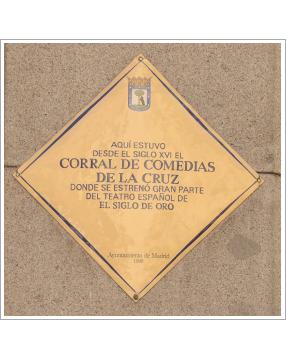 AQUÍ ESTUVO
DESDE EL SIGLO XVI EL
CORRAL DE COMEDIAS
DE LA CRUZ
DONDE SE ESTRENÓ GRAN PARTE
DEL TEATRO ESPAÑOL DE
EL SIGLO DE ORO
Ayuntamiento de Madrid